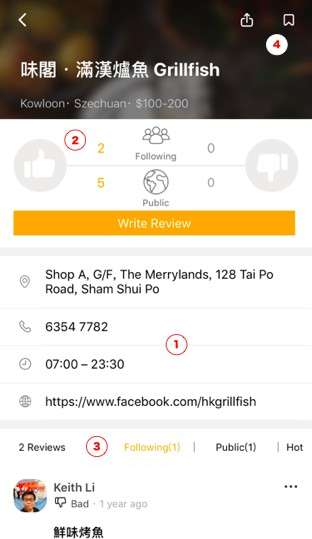 4
味閣・滿漢爐魚 Grillfish
Kowloon· Szechuan· $100-200
2 2 0
Following
5 0
Public
Write Review
Shop A, G/F, The Merrylands, 128 Tai Po
Road, Sham Shui Po
6354 7782
1
07:00 – 23:30
https://www.facebook.com/hkgrillfish
2 Reviews 3 Following(1) | Public(1) | Hot
Keith Li
Bad · 1 year ago
鮮味烤魚